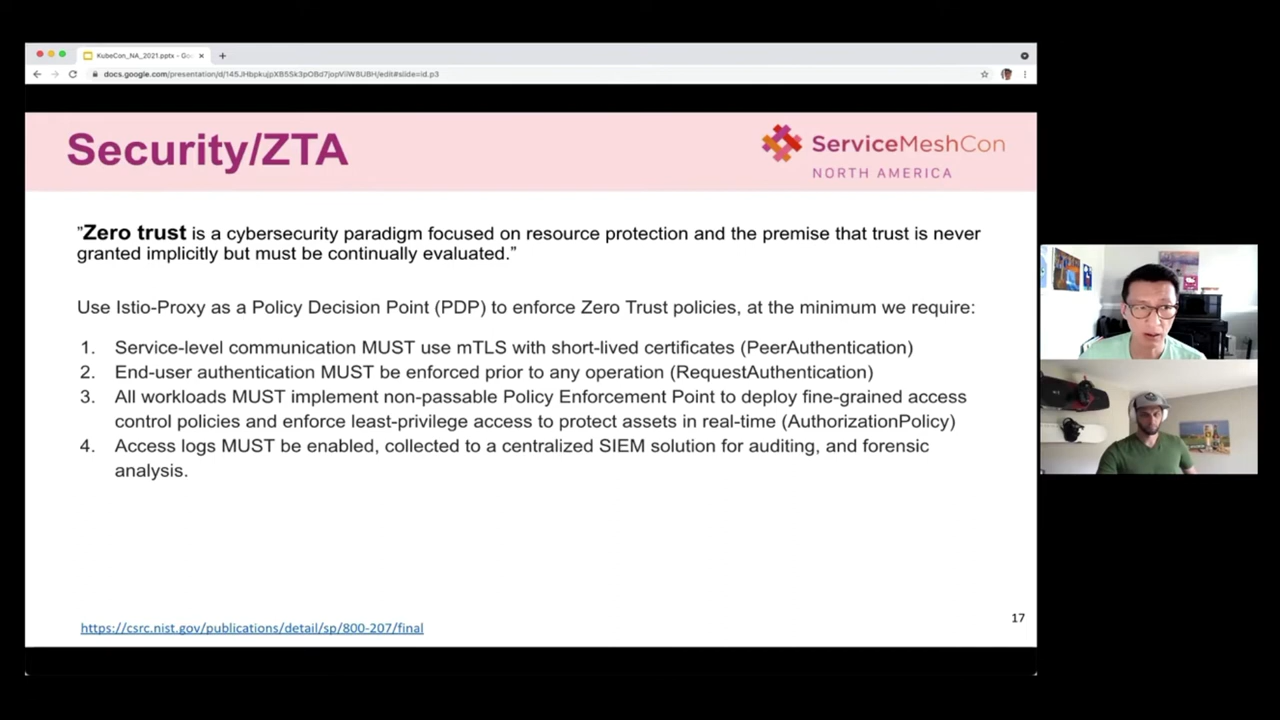 KubeCon_NA_2021.pptx - Goo
docs.google.com/presentation/d/145JHbpkujpXB55k3pOBd7jopViIW8UBH/edit#slide=id.p3
Security/ZTA
ServiceMeshCon
NORTH AMERICA
"Zero trust is a cybersecurity paradigm focused on resource protection and the premise that trust is never
granted implicitly but must be continually evaluated.”
Use Istio-Proxy as a Policy Decision Point (PDP) to enforce Zero Trust policies, at the minimum we require:
1. Service-level communication MUST use mTLS with short-lived certificates (PeerAuthentication)
2. End-user authentication MUST be enforced prior to any operation (RequestAuthentication)
3. All workloads MUST implement non-passable Policy Enforcement Point to deploy fine-grained access
control policies and enforce least-privilege access to protect assets in real-time (AuthorizationPolicy)
4. Access logs MUST be enabled, collected to a centralized SIEM solution for auditing, and forensic
analysis.
https://csrc.nist.gov/publications/detail/sp/800-207/final
17